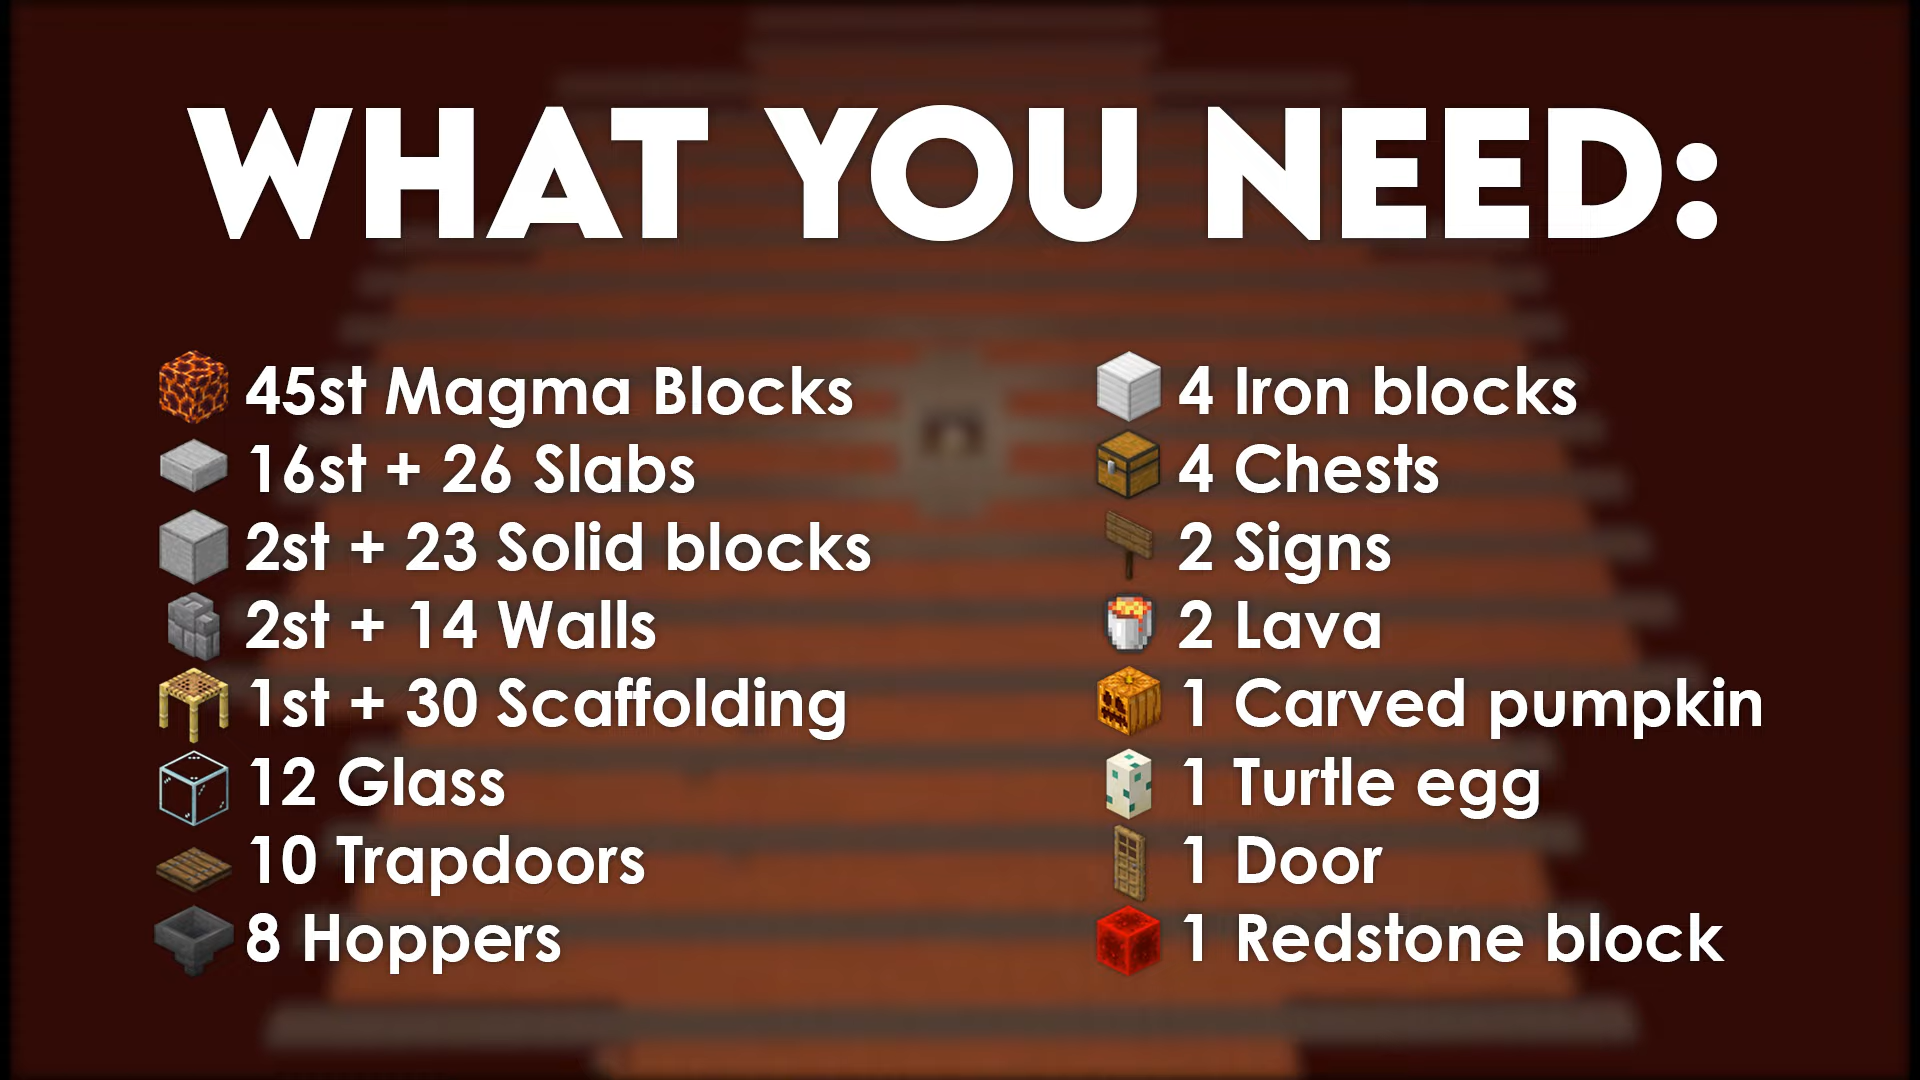 WHAT YOU NEED:
45st Magma Blocks
16st + 26 Slabs
2st + 23 Solid blocks
2st + 14 Walls
1st + 30 Scaffolding
12 Glass
10 Trapdoors
8 Hoppers
4 Iron blocks
4 Chests
2 Signs
2 Lava
1 Carved pumpkin
1 Turtle egg
1 Door
1 Redstone block